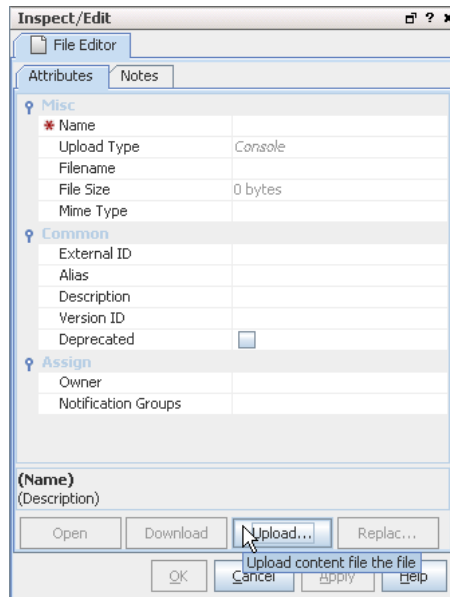 Inspect/Edit ?
File Editor
Attributes Notes
Misc
* Name
Upload Type Console
Filename
File Size 0 bytes
Mime Type
Common
External ID
Alias
Description
Version ID
Deprecated
Assign
Owner
Notification Groups
(Name)
(Description)
Open Download Upload... Replac...
Upload content file the file
OK Cancel Apply Help